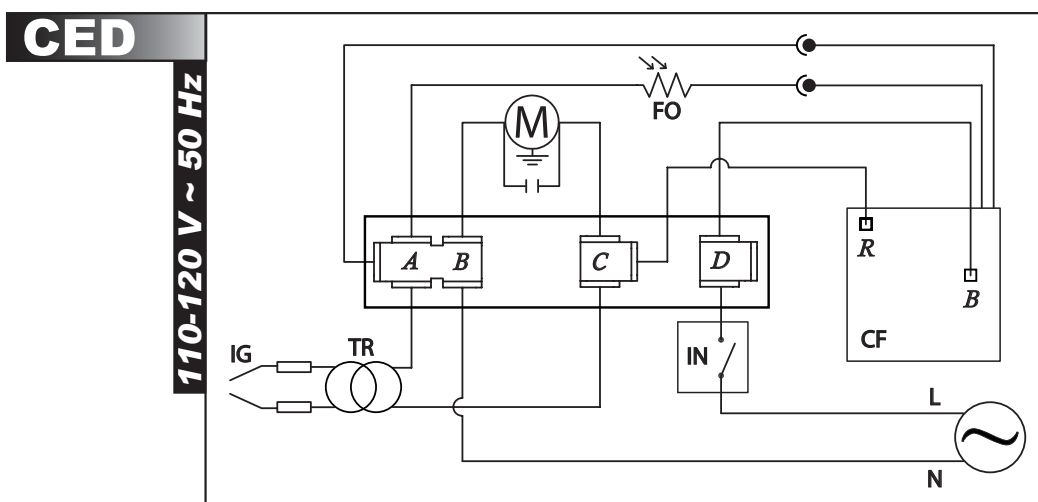 CED
110-120 V ~ 50 Hz
FO
M
A B C D
R
B
CF
IG
TR
IN
L
N